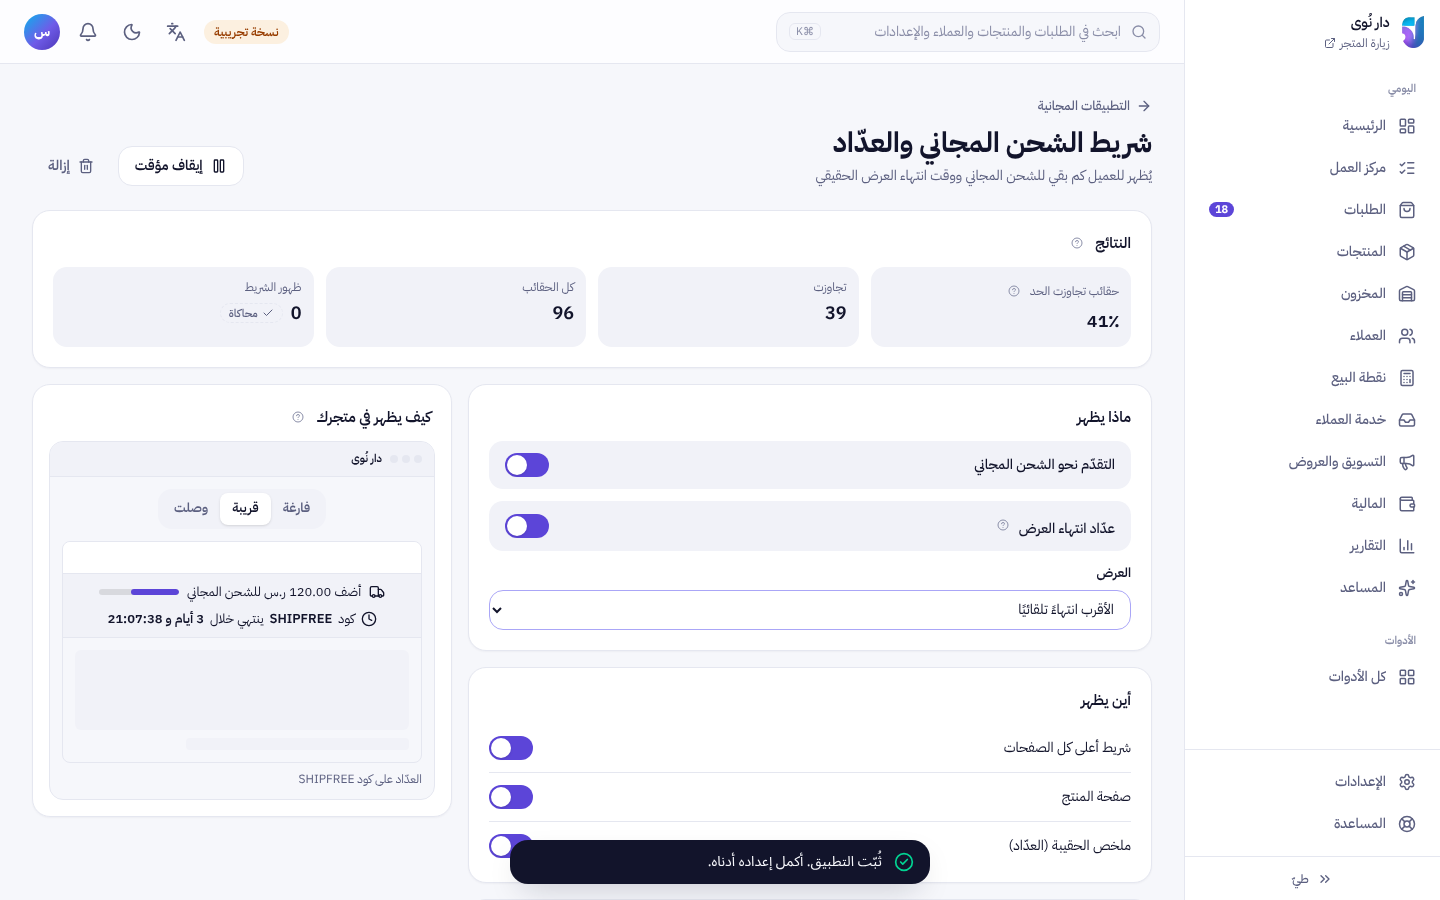 دار نُوى
زيارة المتجر
اليومي
الرئيسية
مركز العمل
الطلبات
18
المنتجات
المخزون
العملاء
نقطة البيع
خدمة العملاء
التسويق والعروض
المالية
التقارير
المساعد
الأدوات
كل الأدوات
الإعدادات
المساعدة
طيّ
ابحث في الطلبات والمنتجات والعملاء والإعدادات
⌘K
نسخة تجريبية
س
التطبيقات المجانية
شريط الشحن المجاني والعدّاد
يُظهر للعميل كم بقي للشحن المجاني ووقت انتهاء العرض الحقيقي
إيقاف مؤقت
إزالة
النتائج
حقائب تجاوزت الحد
41٪
تجاوزت
39
كل الحقائب
96
ظهور الشريط
0
محاكاة
ماذا يظهر
التقدّم نحو الشحن المجاني
عدّاد انتهاء العرض
العرض
الأقرب انتهاءً تلقائيًا
أين يظهر
شريط أعلى كل الصفحات
صفحة المنتج
ملخص الحقيبة (العدّاد)
كيف يظهر في متجرك
دار نُوى
فارغة
قريبة
وصلت
أضف 120.00 ر.س للشحن المجاني
كود SHIPFREE ينتهي خلال 3 أيام و 21:07:38
العدّاد على كود SHIPFREE
ثُبّت التطبيق. أكمل إعداده أدناه.